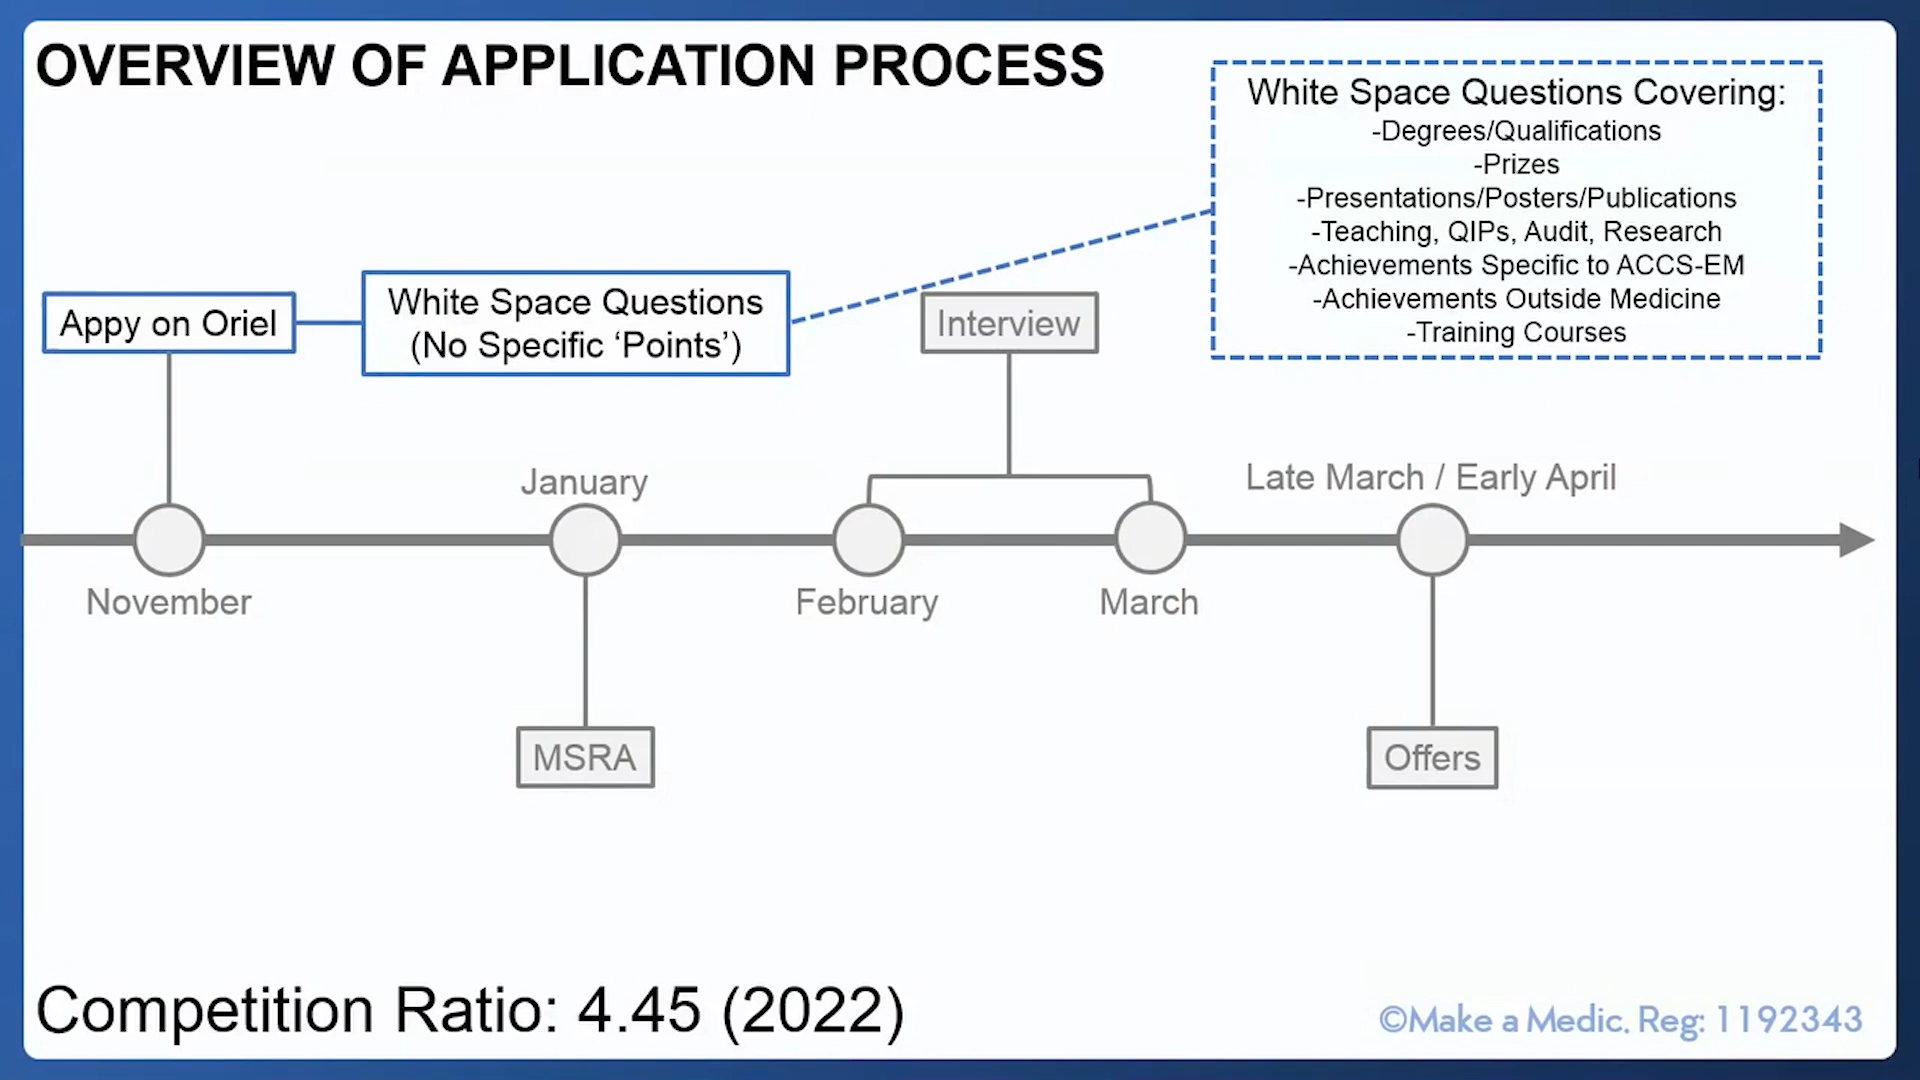 OVERVIEW OF APPLICATION PROCESS
White Space Questions Covering:
-Degrees/Qualifications
-Prizes
-Presentations/Posters/Publications
-Teaching, QIPs, Audit, Research
-Achievements Specific to ACCS-EM
-Achievements Outside Medicine
-Training Courses
Appy on Oriel
White Space Questions
(No Specific ‘Points’)
Interview
January
Late March / Early April
November
February
March
MSRA
Offers
Competition Ratio: 4.45 (2022)
©Make a Medic. Reg: 1192343